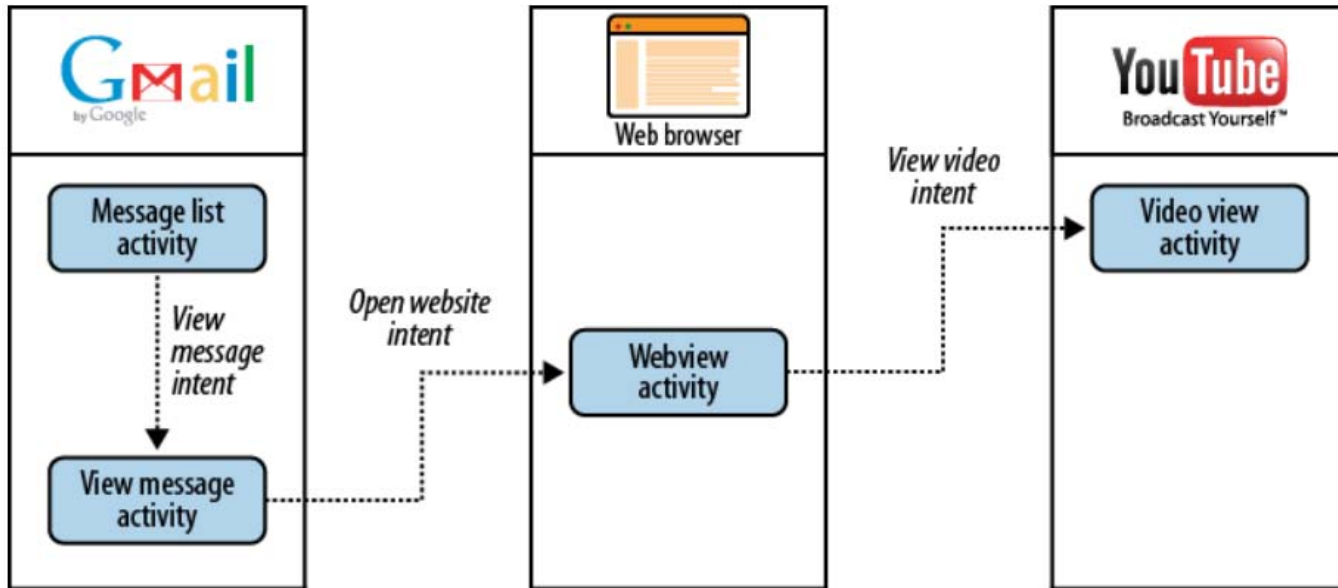 Gmail
by Google
Message list
activity
View
message
intent
View message
activity
Open website
intent
Web browser
Webview
activity
View video
intent
YouTube
Broadcast Yourself™
Video view
activity